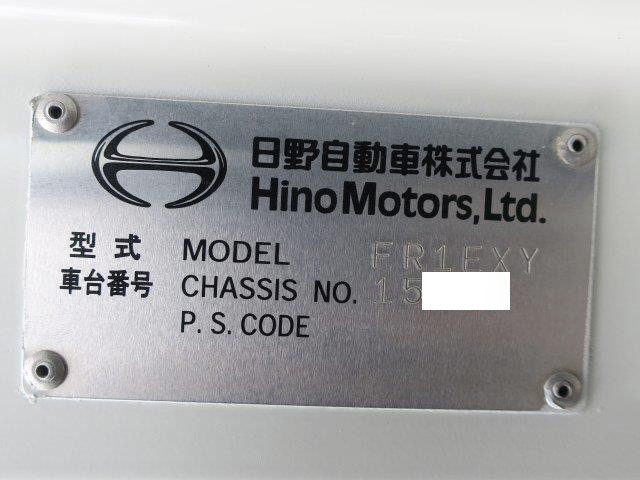 日野自動車株式会社
Hino Motors, Ltd.
型式 MODEL FR1EXY
車台番号 CHASSIS NO. 15
P. S. CODE